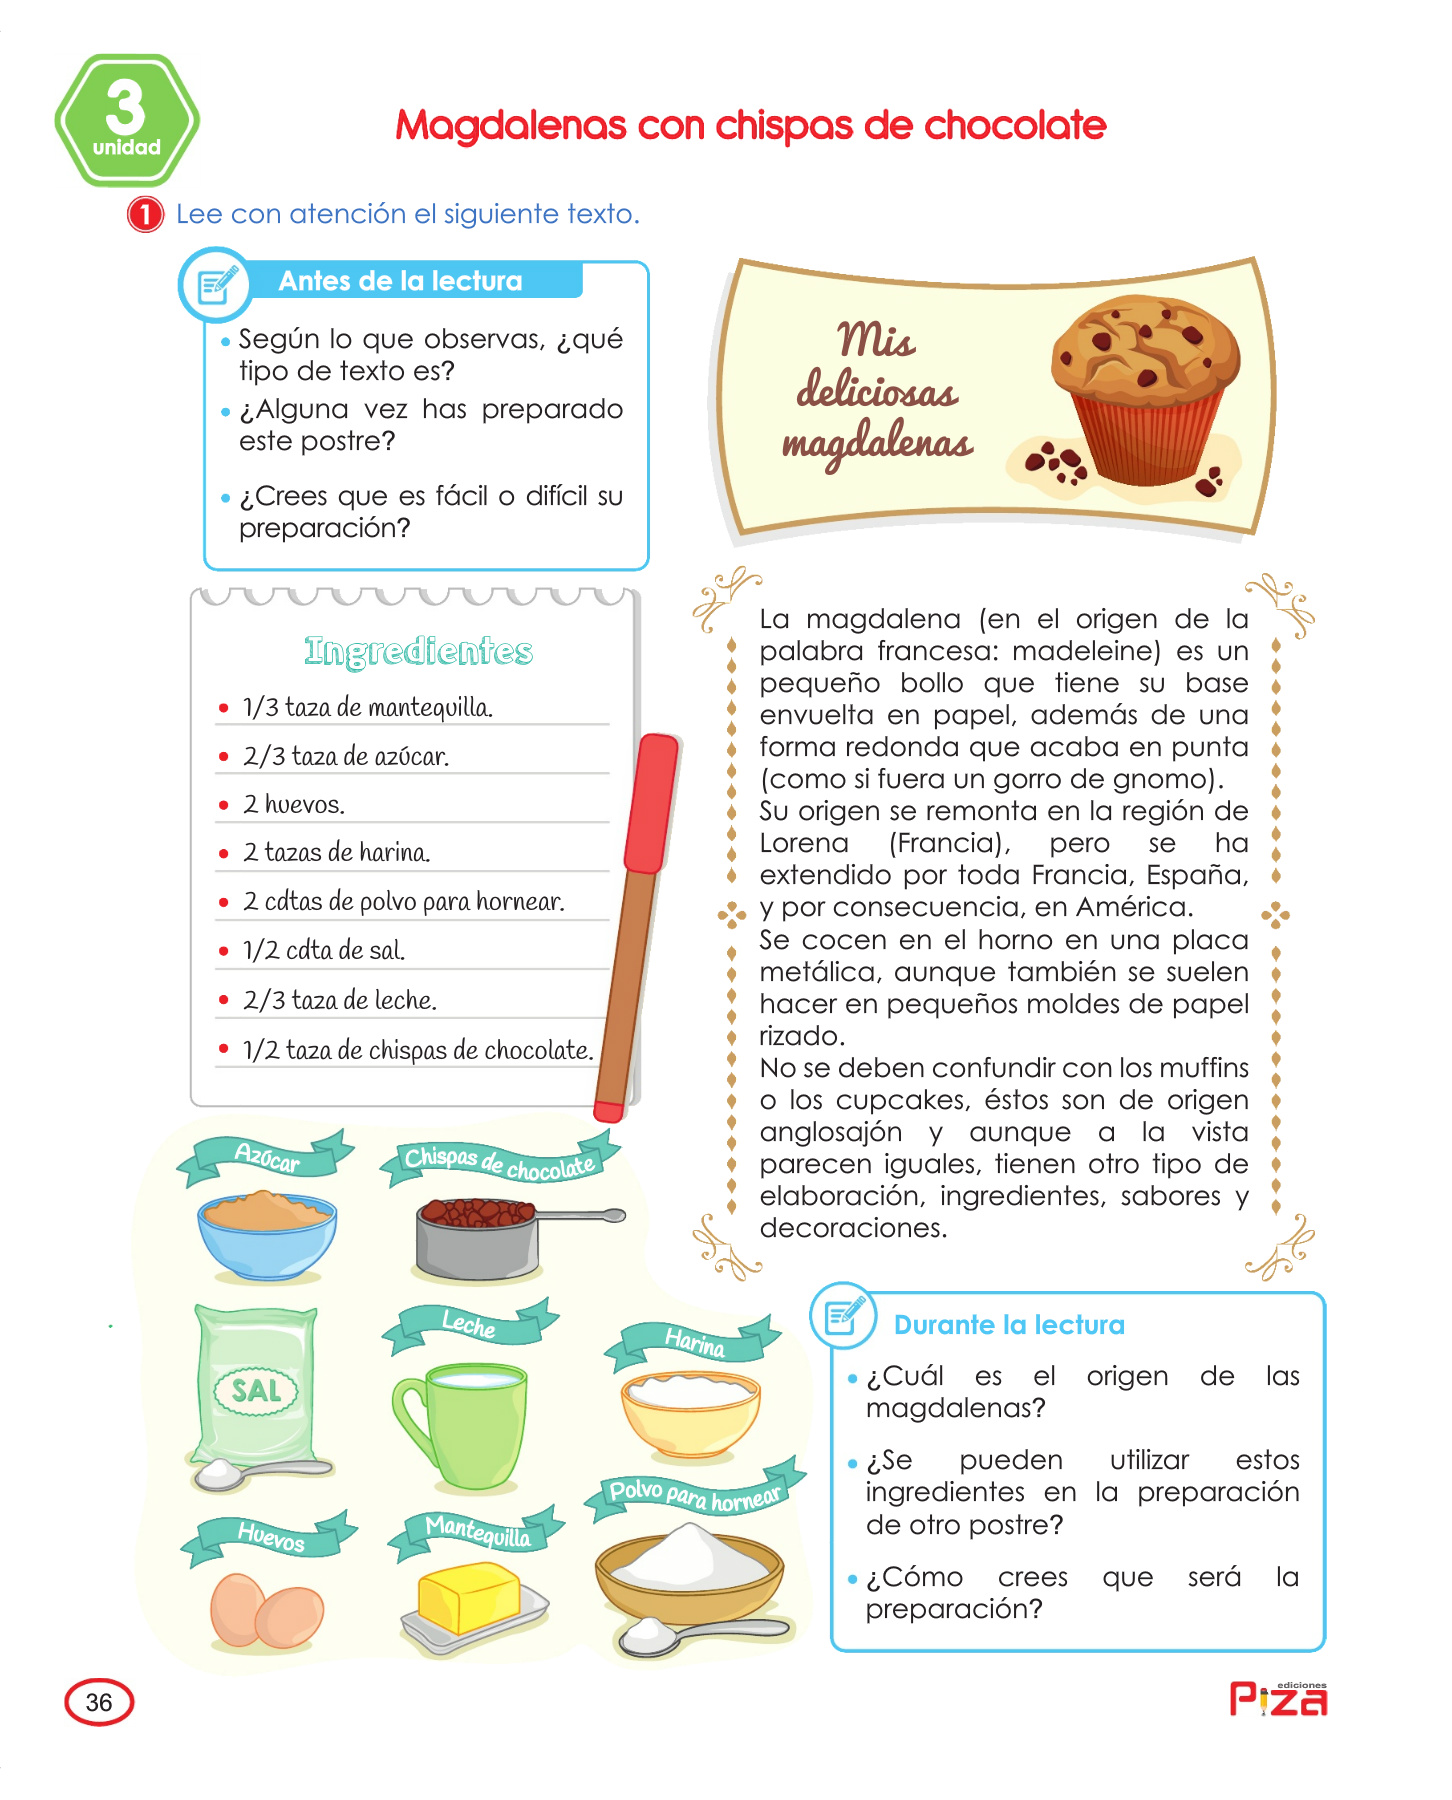 3
unidad
Magdalenas con chispas de chocolate
1 Lee con atención el siguiente texto.
Antes de la lectura
• Según lo que observas, ¿qué
tipo de texto es?
• ¿Alguna vez has preparado
este postre?
• ¿Crees que es fácil o difícil su
preparación?
Mis
deliciosas
magdalenas
Ingredientes
• 1/3 taza de mantequilla.
• 2/3 taza de azúcar.
• 2 huevos.
• 2 tazas de harina.
• 2 cdtas de polvo para hornear.
• 1/2 cdta de sal.
• 2/3 taza de leche.
• 1/2 taza de chispas de chocolate.
La magdalena (en el origen de la
palabra francesa: madeleine) es un
pequeño bollo que tiene su base
envuelta en papel, además de una
forma redonda que acaba en punta
(como si fuera un gorro de gnomo).
Su origen se remonta en la región de
Lorena (Francia), pero se ha
extendido por toda Francia, España,
y por consecuencia, en América.
Se cocen en el horno en una placa
metálica, aunque también se suelen
hacer en pequeños moldes de papel
rizado.
No se deben confundir con los muffins
o los cupcakes, éstos son de origen
anglosajón y aunque a la vista
parecen iguales, tienen otro tipo de
elaboración, ingredientes, sabores y
decoraciones.
Azúcar
Chispas de chocolate
SAL
Leche
Harina
Huevos
Mantequilla
Polvo para hornear
Durante la lectura
• ¿Cuál es el origen de las
magdalenas?
• ¿Se pueden utilizar estos
ingredientes en la preparación
de otro postre?
• ¿Cómo crees que será la
preparación?
36
ediciones
Piza